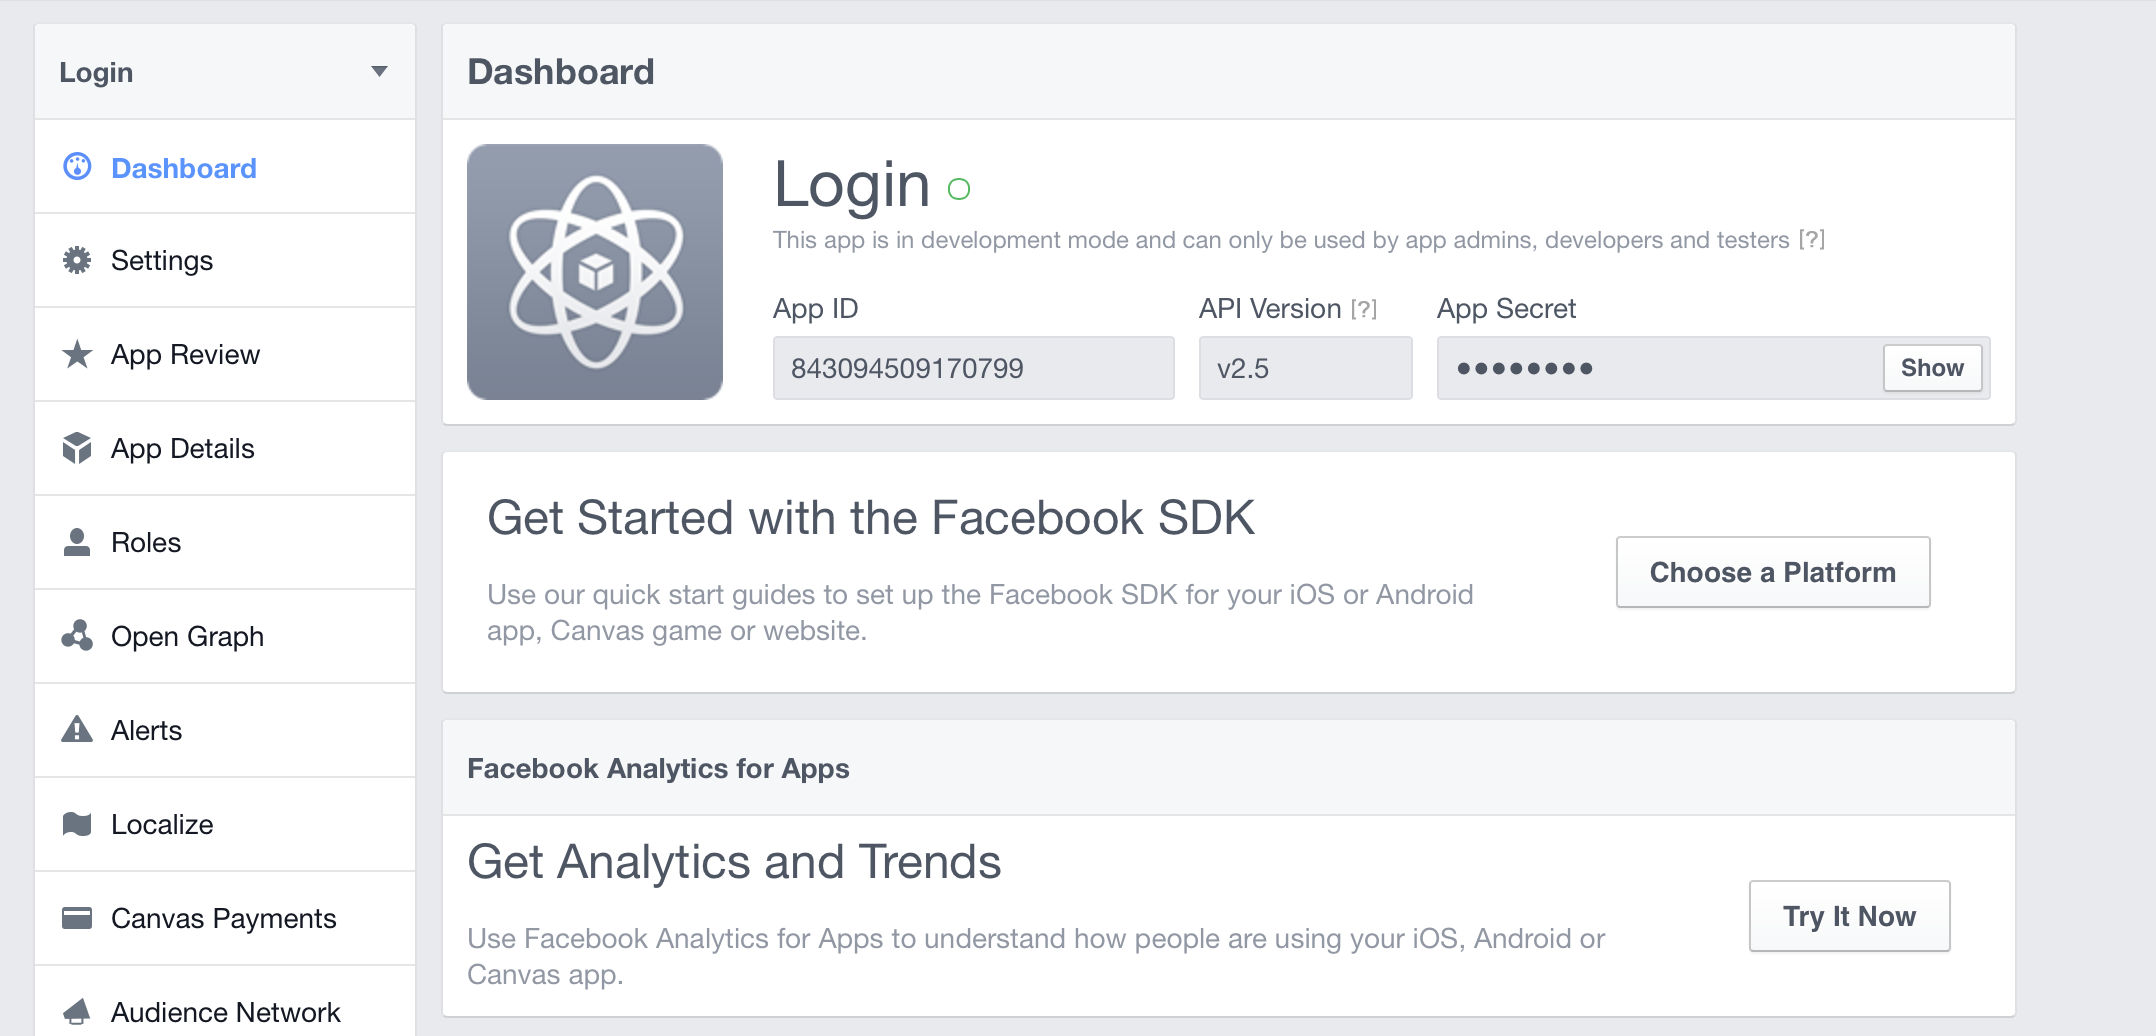 Login
Dashboard
Settings
App Review
App Details
Roles
Open Graph
Alerts
Localize
Canvas Payments
Audience Network
Dashboard
Login
This app is in development mode and can only be used by app admins, developers and testers [?]
App ID
843094509170799
API Version [?]
v2.5
App Secret
••••••••
Show
Get Started with the Facebook SDK
Use our quick start guides to set up the Facebook SDK for your iOS or Android
app, Canvas game or website.
Choose a Platform
Facebook Analytics for Apps
Get Analytics and Trends
Use Facebook Analytics for Apps to understand how people are using your iOS, Android or
Canvas app.
Try It Now